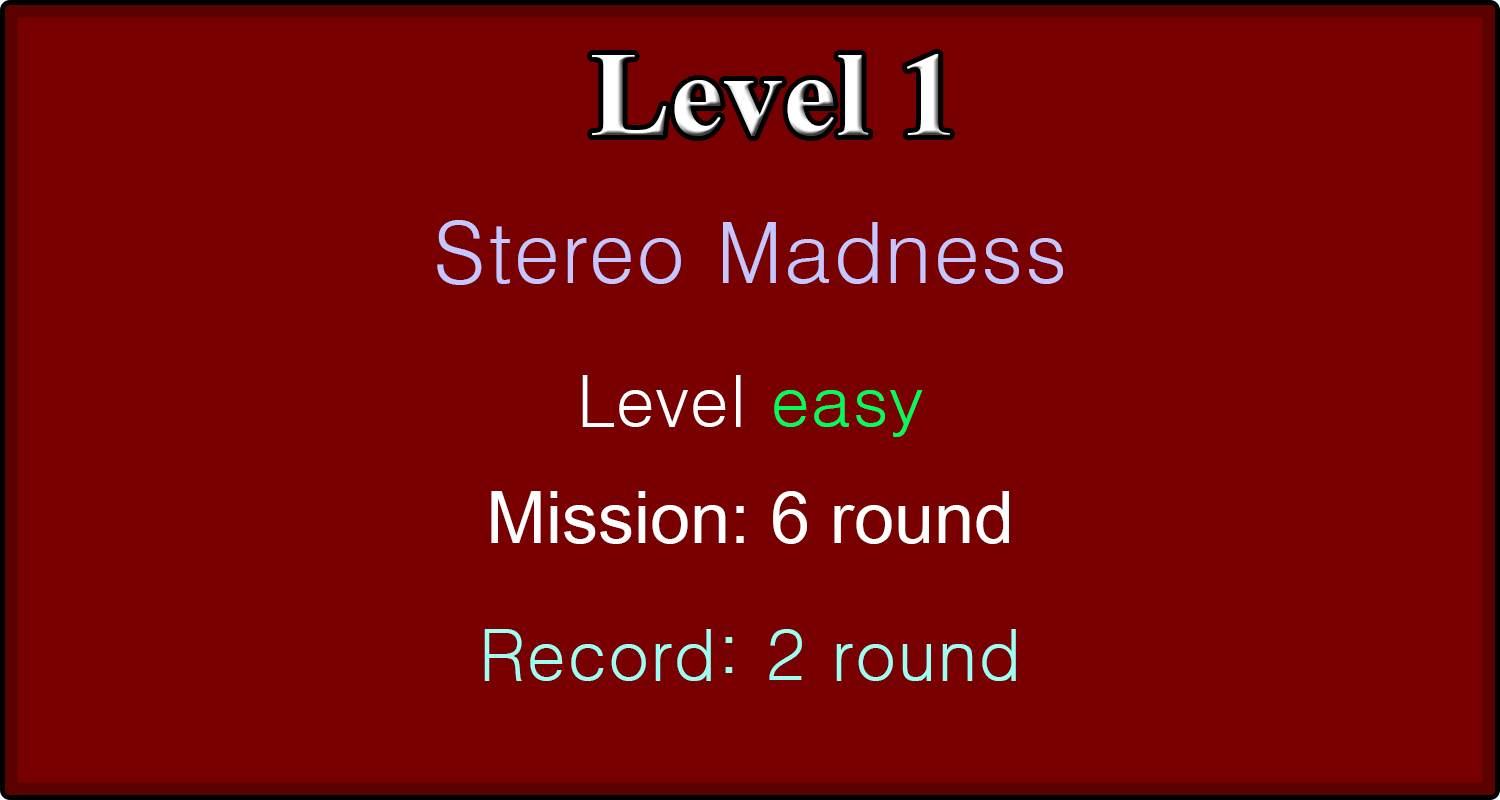 Level 1
Stereo Madness
Level easy
Mission: 6 round
Record: 2 round